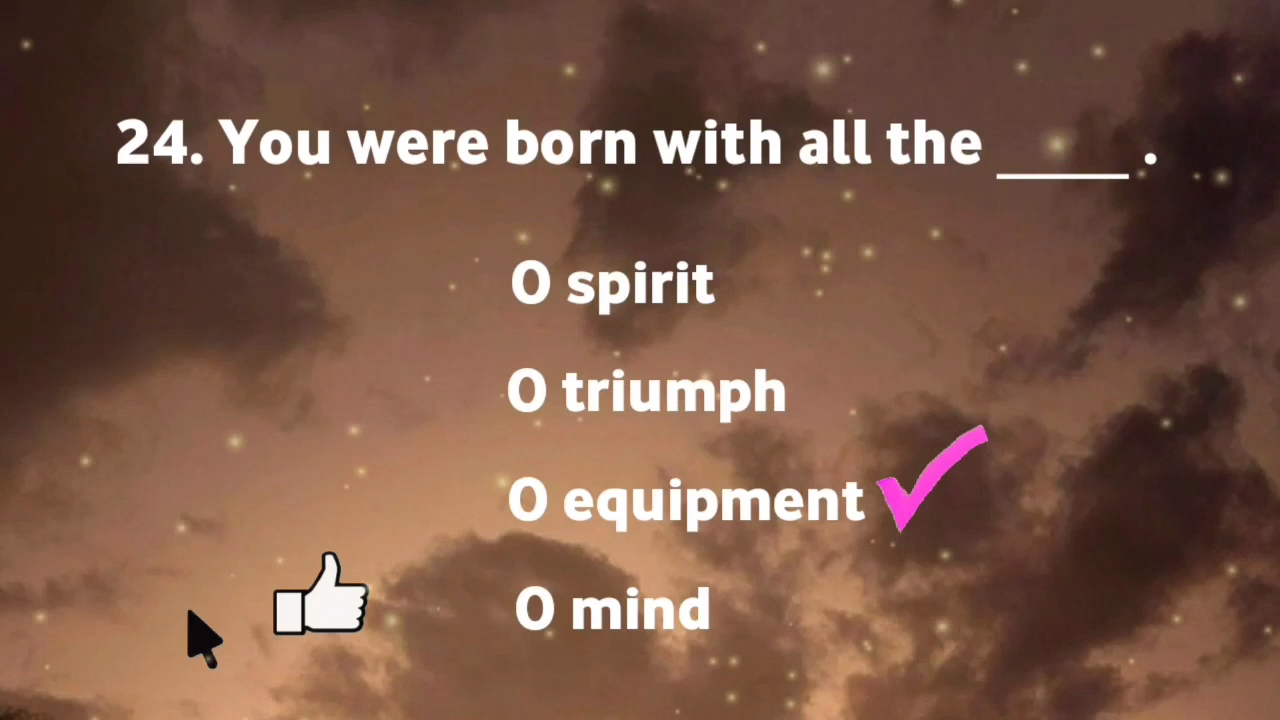 24. You were born with all the _____.
O spirit
O triumph
O equipment
O mind